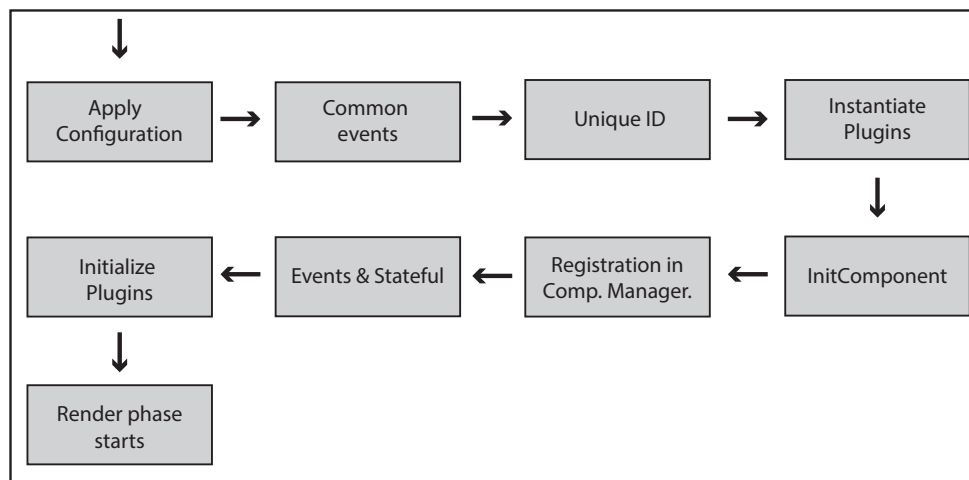 Apply
Configuration
Common
events
Unique ID
Instantiate
Plugins
InitComponent
Registration in
Comp. Manager.
Events & Stateful
Initialize
Plugins
Render phase
starts